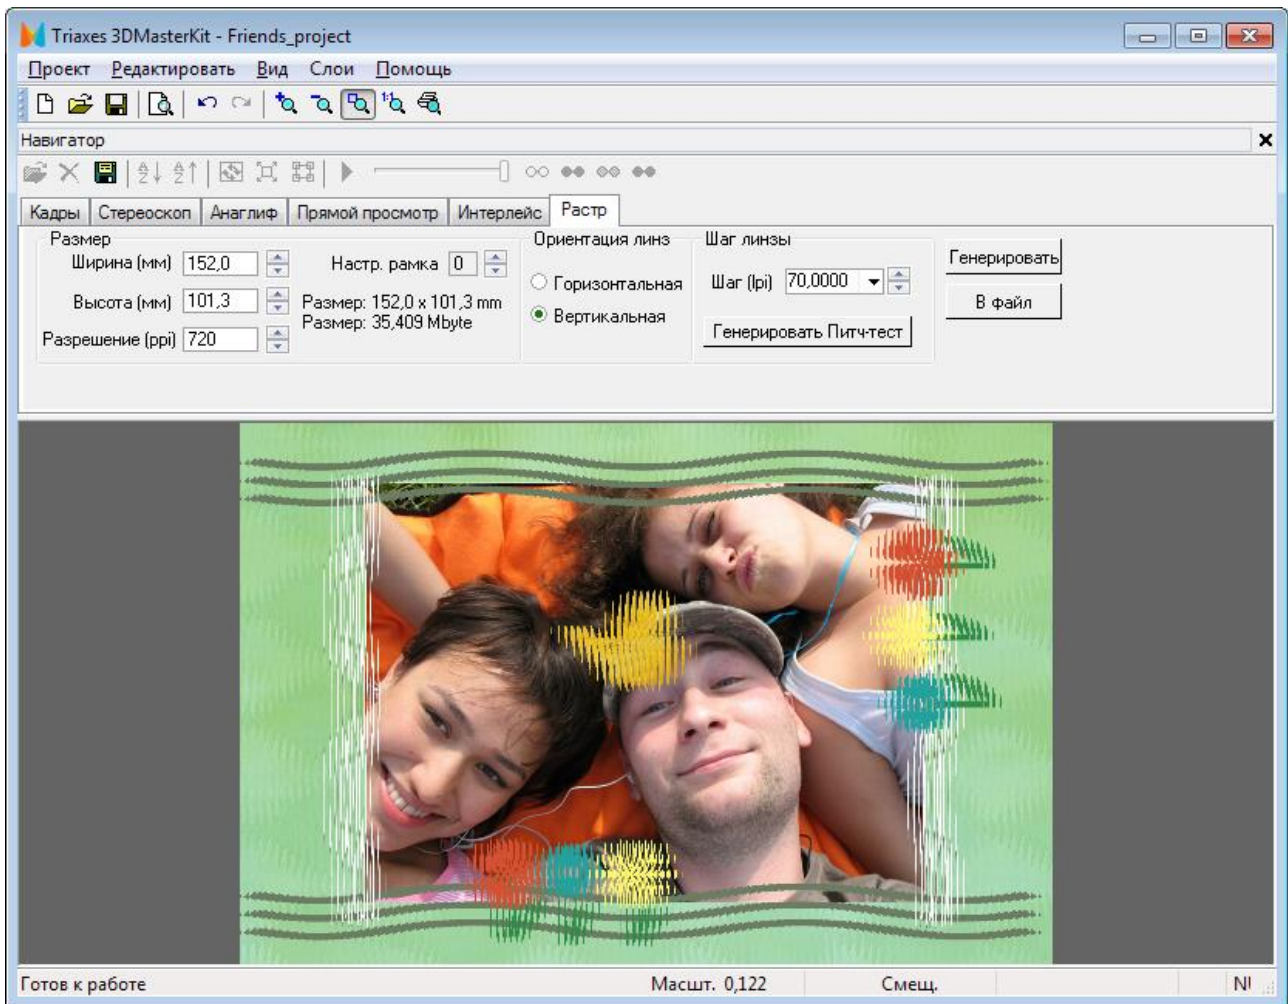 Triaxes 3DMasterKit - Friends_project
Проект Редактировать Вид Слои Помощь
1:1
Навигатор
Кадры Стереоскоп Анаглиф Прямой просмотр Интерлейс Растр
Размер Ориентация линз Шаг линзы
Ширина (мм) 152,0 Настр. рамка 0 Генерировать
Горизонтальная Шаг (lpi) 70,0000
Высота (мм) 101,3 Размер: 152,0 x 101,3 mm В файл
Размер: 35,409 Mbyte Вертикальная
Разрешение (ppi) 720 Генерировать Питч-тест
Готов к работе Масшт. 0,122 Смещ.